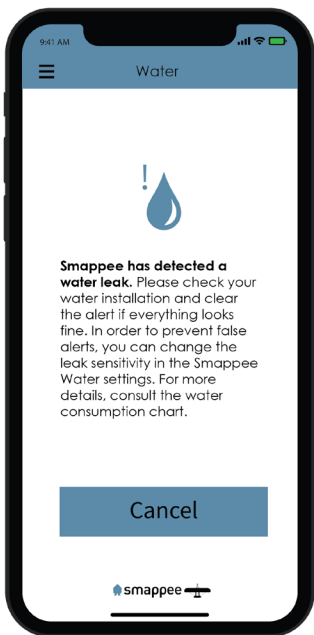 9:41 AM
Water
!
Smappee has detected a
water leak. Please check your
water installation and clear
the alert if everything looks
fine. In order to prevent false
alerts, you can change the
leak sensitivity in the Smappee
Water settings. For more
details, consult the water
consumption chart.
Cancel
smappee